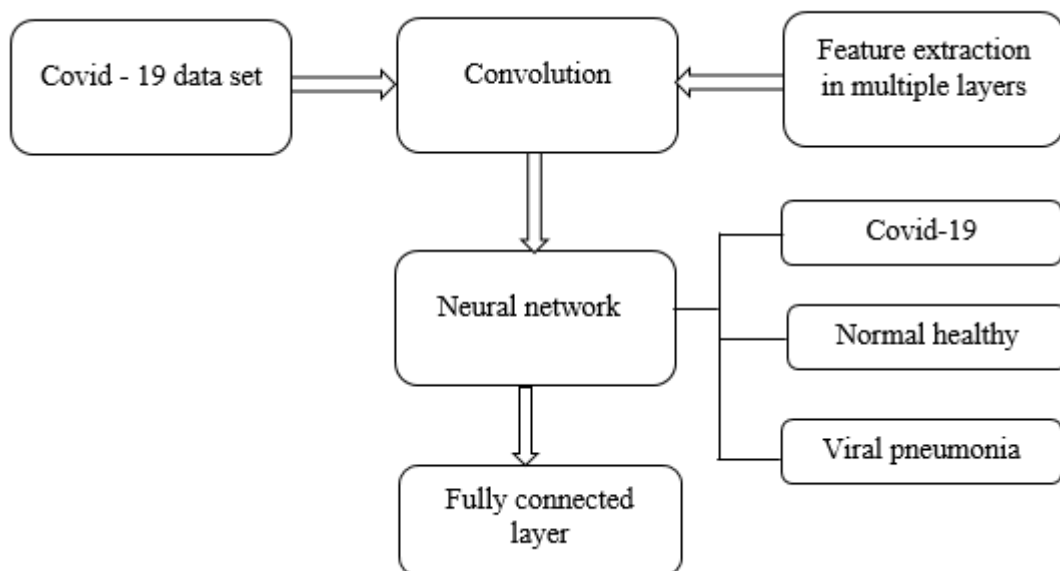 Covid - 19 data set
Convolution
Feature extraction
in multiple layers
Covid-19
Neural network
Normal healthy
Viral pneumonia
Fully connected
layer